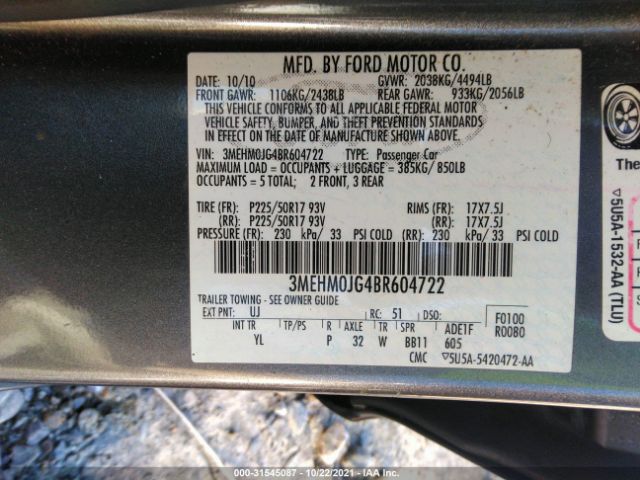 MFD. BY FORD MOTOR CO.
DATE: 10/10 GVWR: 2038KG/4494LB
FRONT GAWR: 1106KG/2438LB REAR GAWR: 933KG/2056LB
THIS VEHICLE CONFORMS TO ALL APPLICABLE FEDERAL MOTOR
VEHICLE SAFETY, BUMPER, AND THEFT PREVENTION STANDARDS
IN EFFECT ON THE DATE OF MANUFACTURE SHOWN ABOVE.
VIN: 3MEHM0JG4BR604722 TYPE: Passenger Car
MAXIMUM LOAD = OCCUPANTS + LUGGAGE = 385KG/ 850LB
OCCUPANTS = 5 TOTAL; 2 FRONT, 3 REAR
TIRE (FR): P225/50R17 93V RIMS (FR): 17X7.5J
(RR): P225/50R17 93V (RR): 17X7.5J
PRESSURE (FR): 230 kPa/ 33 PSI COLD (RR): 230 kPa/ 33 PSI COLD
3MEHM0JG4BR604722
TRAILER TOWING - SEE OWNER GUIDE
EXT PNT: UJ RC: 51 DSO: F0100
INT TR TP/PS R AXLE TR SPR ADE1F R0080
YL P 32 W BB11 605
CMC ▽5U5A-5420472-AA
The
▽5U5A-1532-AA (TLU)
000-31545087 - 10/22/2021 - IAA Inc.